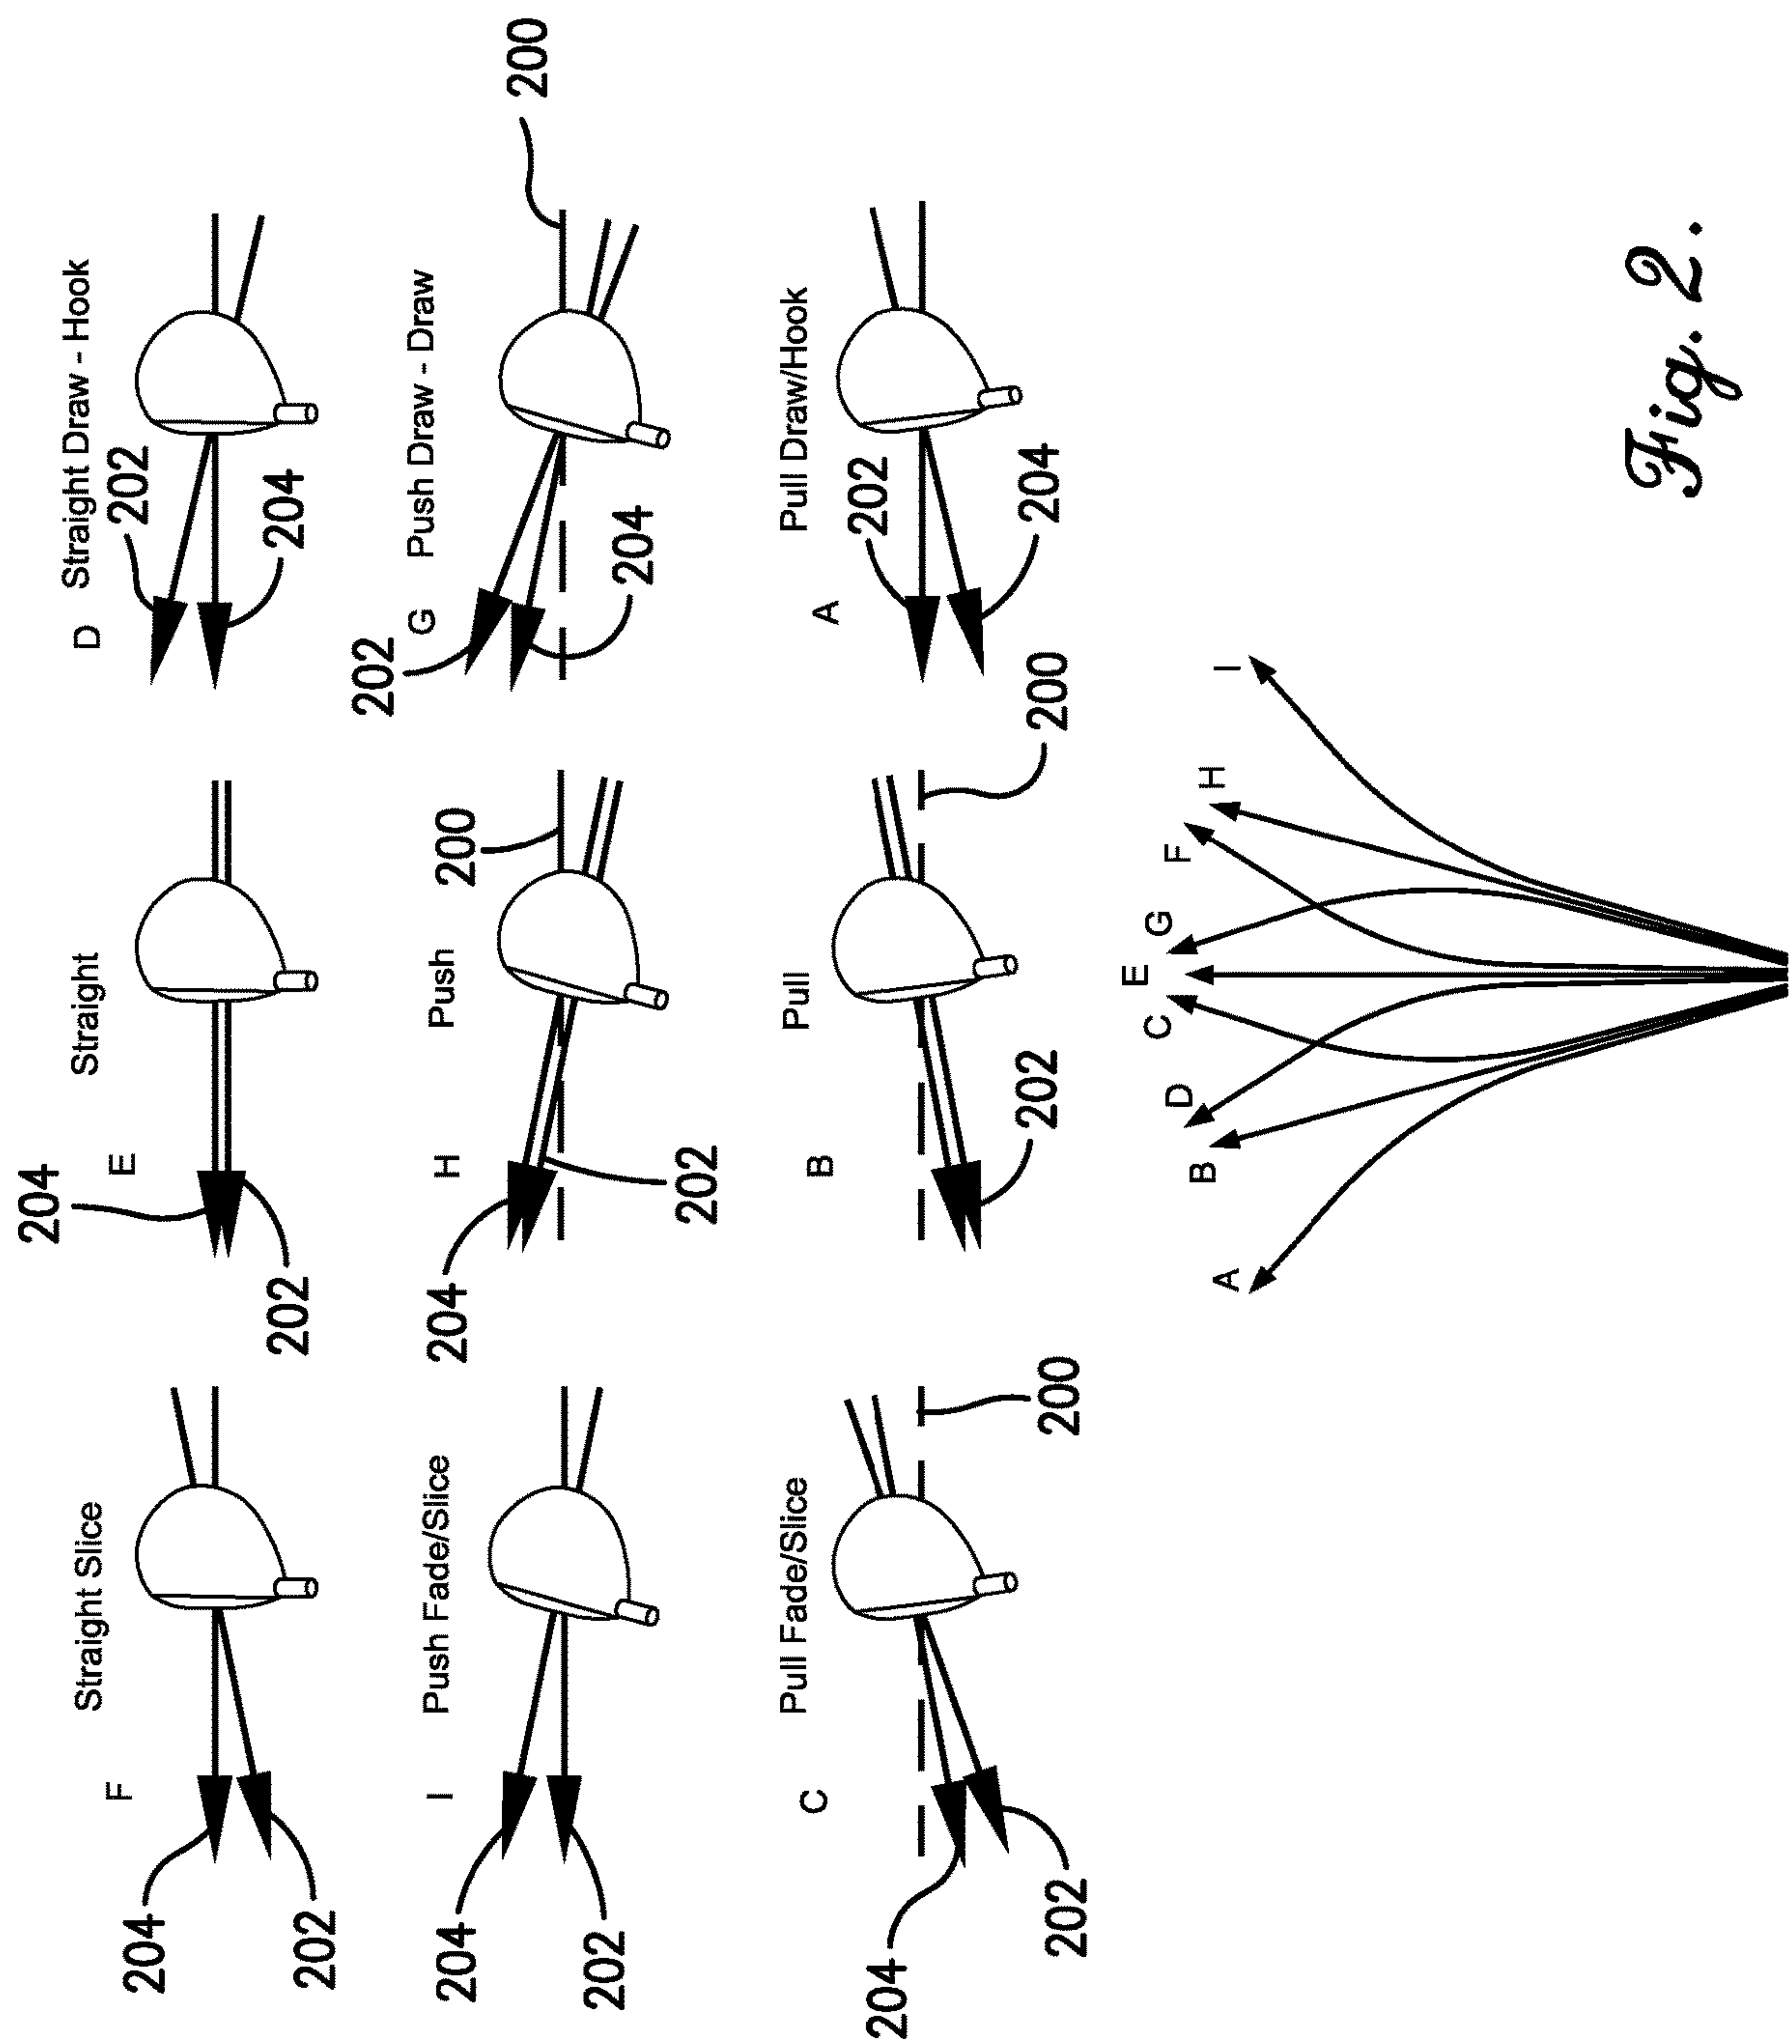 F Straight Slice
204
202
E Straight
204
202
D Straight Draw - Hook
202
204
I Push Fade/Slice
204
202
H Push
200
204
202
G Push Draw - Draw
200
202
204
C Pull Fade/Slice
200
204
202
B Pull
200
202
A Pull Draw/Hook
202
204
A
B
D
C
E
G
F
H
I
Fig. 2.